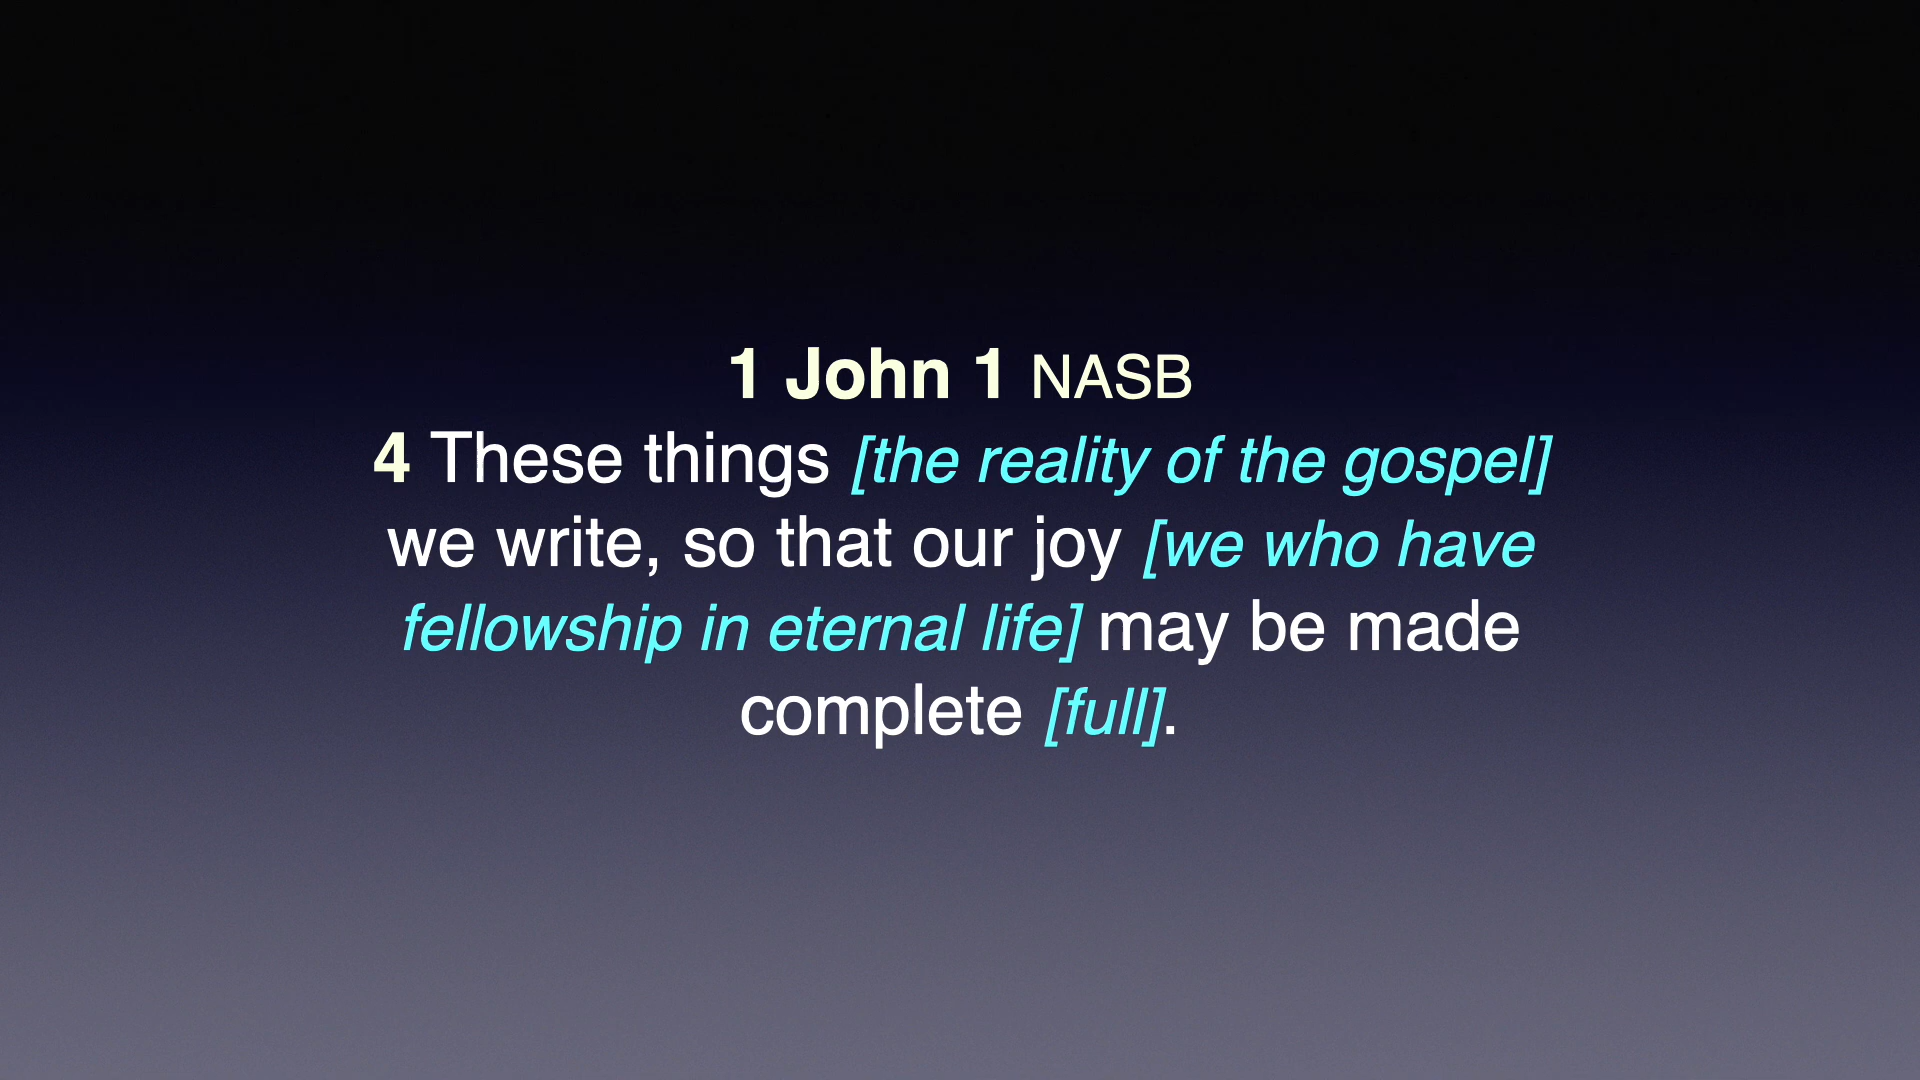 1 John 1 NASB
4 These things [the reality of the gospel]
we write, so that our joy [we who have
fellowship in eternal life] may be made
complete [full].